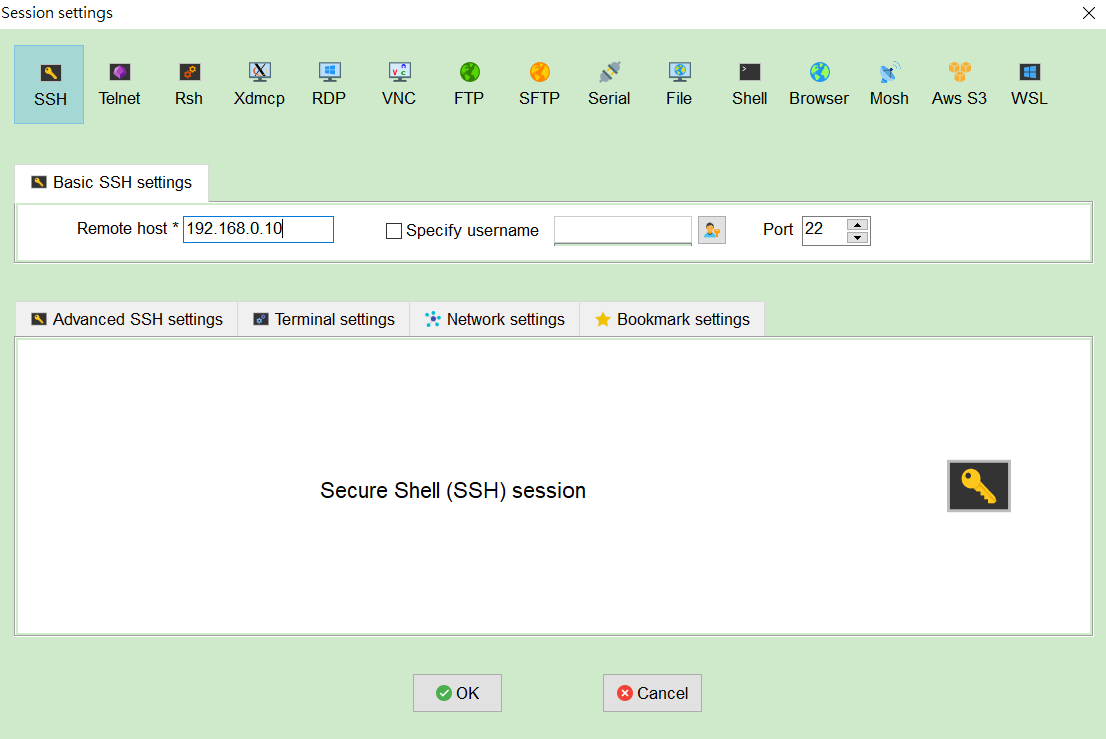 Session settings
SSH Telnet Rsh Xdmcp RDP VNC FTP SFTP Serial File Shell Browser Mosh Aws S3 WSL
Basic SSH settings
Remote host * 192.168.0.10 Specify username Port 22
Advanced SSH settings Terminal settings Network settings Bookmark settings
Secure Shell (SSH) session
OK Cancel